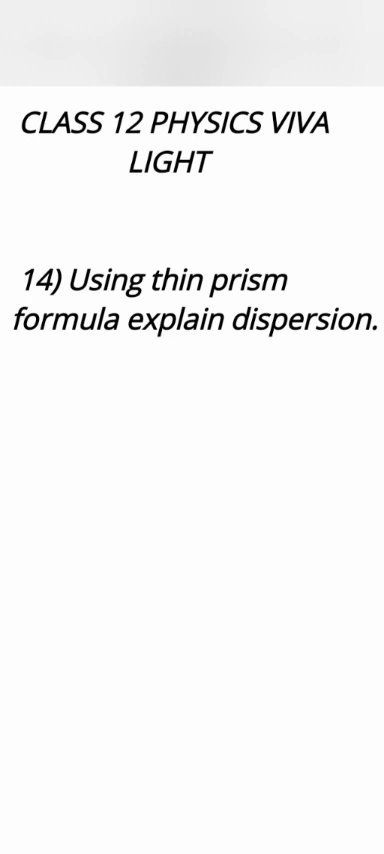 CLASS 12 PHYSICS VIVA
LIGHT
14) Using thin prism
formula explain dispersion.